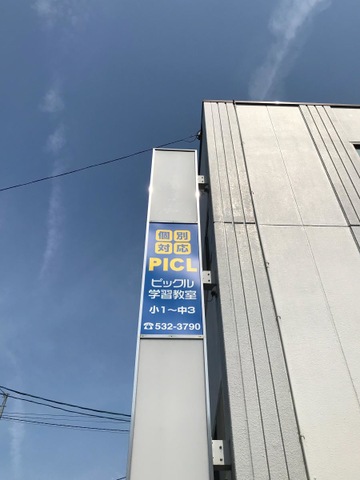 個別
対応
PICL
ピックル
学習教室
小1～中3
☎532-3790